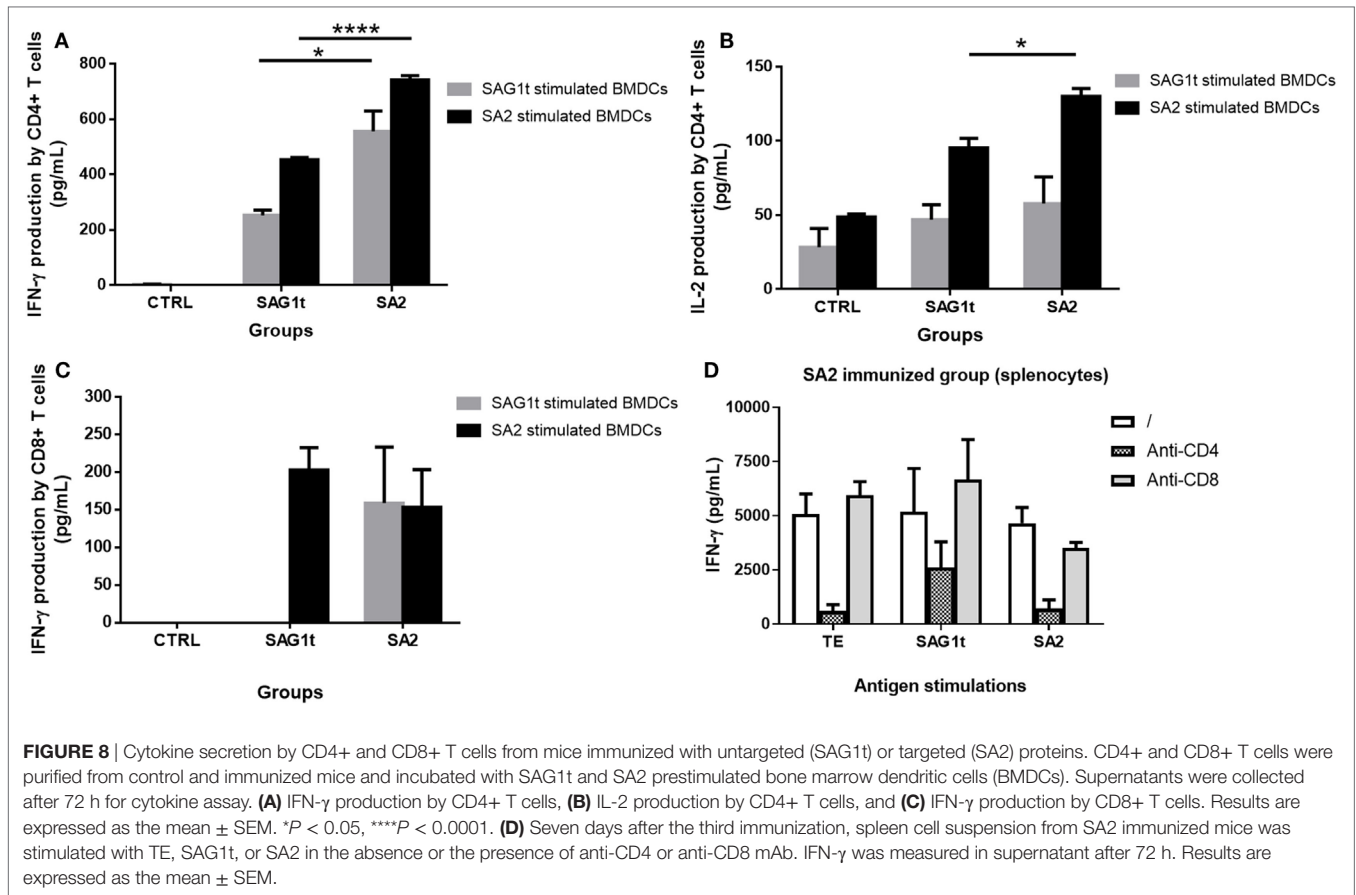 A
IFN-γ production by CD4+ T cells
(pg/mL)
800
600
400
200
0
*
****
CTRL
SAG1t
SA2
Groups
SAG1t stimulated BMDCs
SA2 stimulated BMDCs
B
IL-2 production by CD4+ T cells
(pg/mL)
150
100
50
0
*
CTRL
SAG1t
SA2
Groups
SAG1t stimulated BMDCs
SA2 stimulated BMDCs
C
IFN-γ production by CD8+ T cells
(pg/mL)
300
250
200
150
100
50
0
CTRL
SAG1t
SA2
Groups
SAG1t stimulated BMDCs
SA2 stimulated BMDCs
D
SA2 immunized group (splenocytes)
IFN-γ (pg/mL)
10000
7500
5000
2500
0
TE
SAG1t
SA2
Antigen stimulations
/
Anti-CD4
Anti-CD8
FIGURE 8 | Cytokine secretion by CD4+ and CD8+ T cells from mice immunized with untargeted (SAG1t) or targeted (SA2) proteins. CD4+ and CD8+ T cells were
purified from control and immunized mice and incubated with SAG1t and SA2 prestimulated bone marrow dendritic cells (BMDCs). Supernatants were collected
after 72 h for cytokine assay. (A) IFN-γ production by CD4+ T cells, (B) IL-2 production by CD4+ T cells, and (C) IFN-γ production by CD8+ T cells. Results are
expressed as the mean ± SEM. *P < 0.05, ****P < 0.0001. (D) Seven days after the third immunization, spleen cell suspension from SA2 immunized mice was
stimulated with TE, SAG1t, or SA2 in the absence or the presence of anti-CD4 or anti-CD8 mAb. IFN-γ was measured in supernatant after 72 h. Results are
expressed as the mean ± SEM.